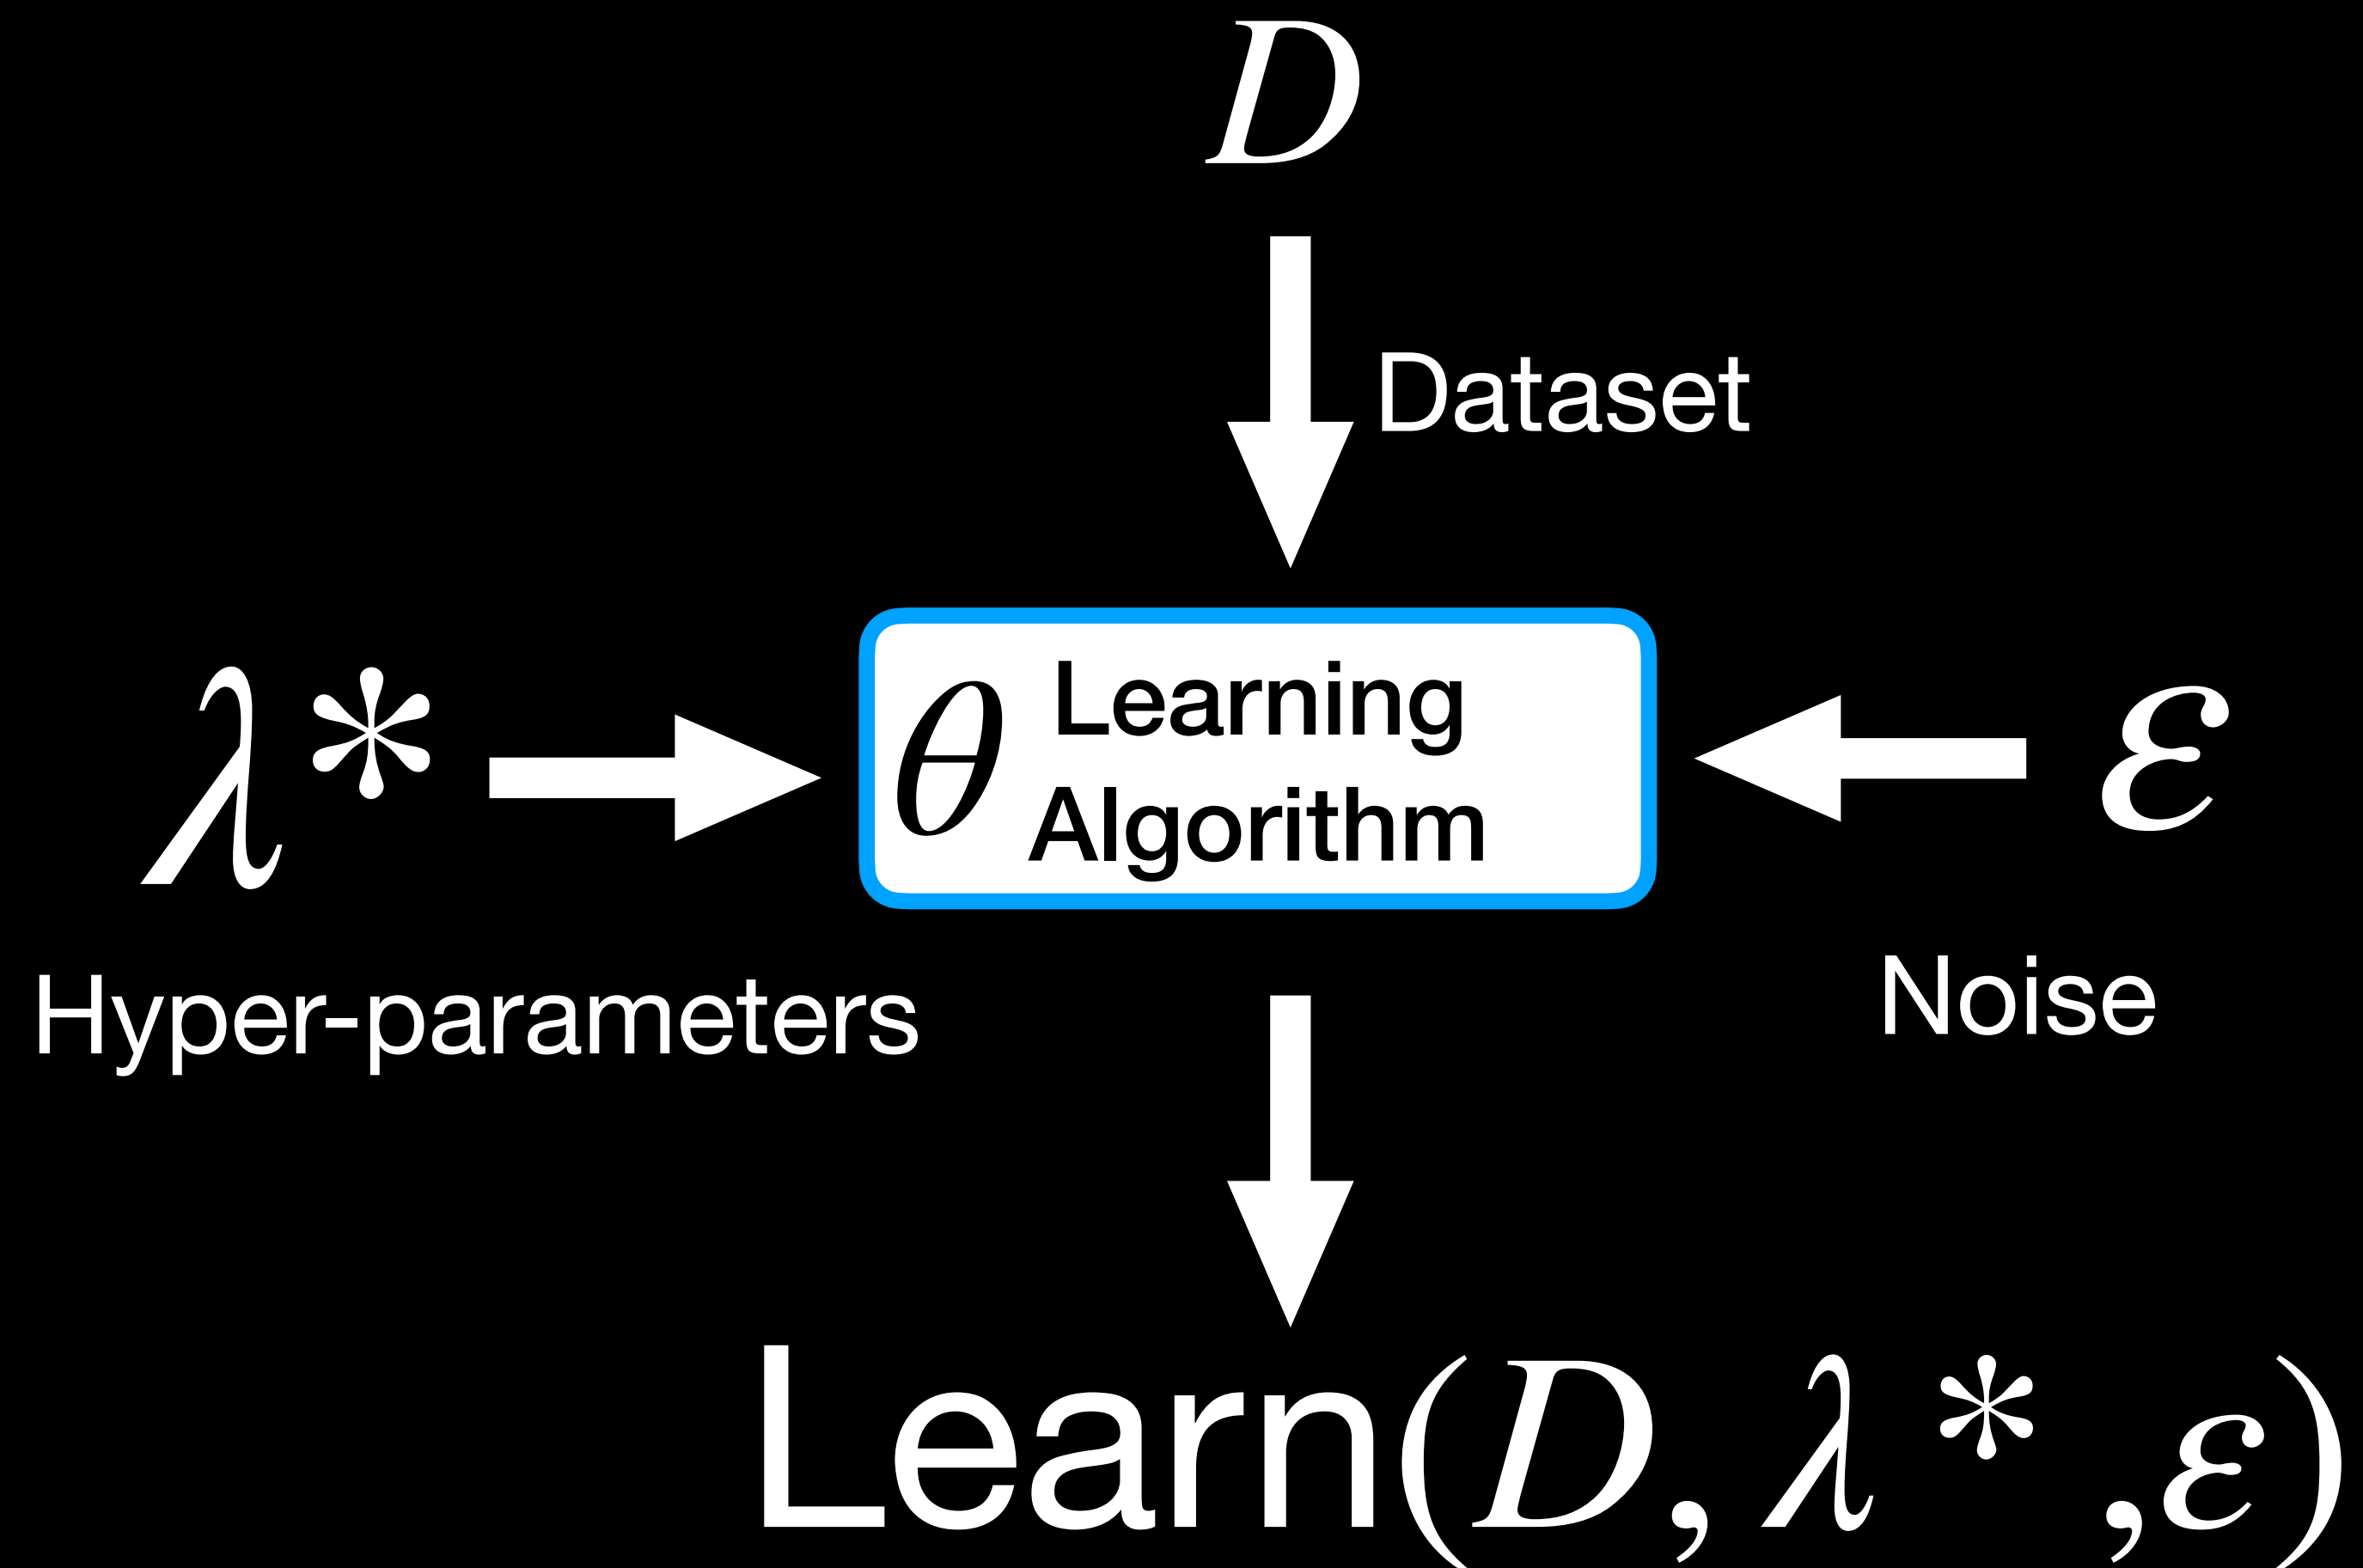 D
Dataset
λ*
θ
Learning
Algorithm
ε
Hyper-parameters
Noise
Learn(D, λ*, ε)